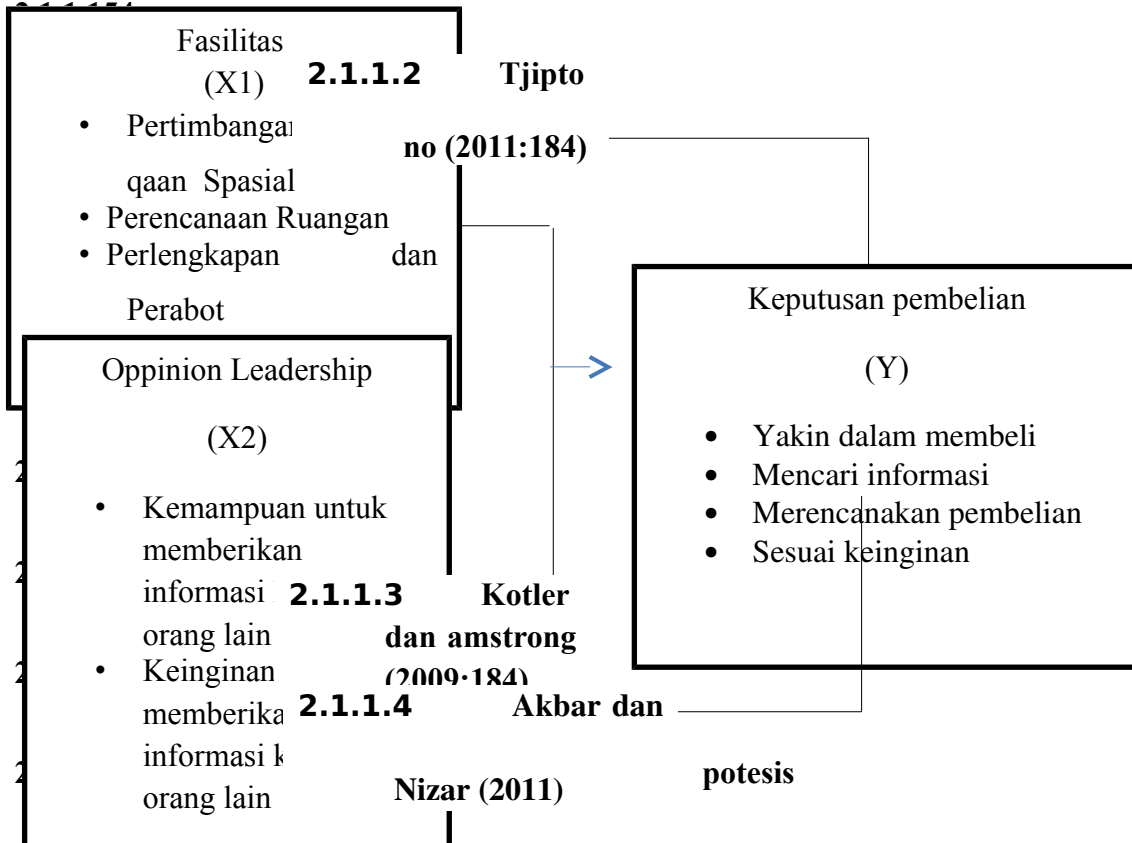 Fasilitas
(X1)
2.1.1.2 Tjipto
no (2011:184)
•
qaan Spasial
• Perencanaan Ruangan
• Perlengkapan dan
Perabot
Oppinion Leadership
(X2)
• Kemampuan untuk
memberikan
informasi
orang lain
• Keinginan
informasi
orang lain
2.1.1.3 Kotler
dan amstrong
(2009:184)
2.1.1.4 Akbar dan
Nizar (2011)
Keputusan pembelian
(Y)
• Yakin dalam membeli
• Mencari informasi
• Merencanakan pembelian
• Sesuai keinginan
potesis